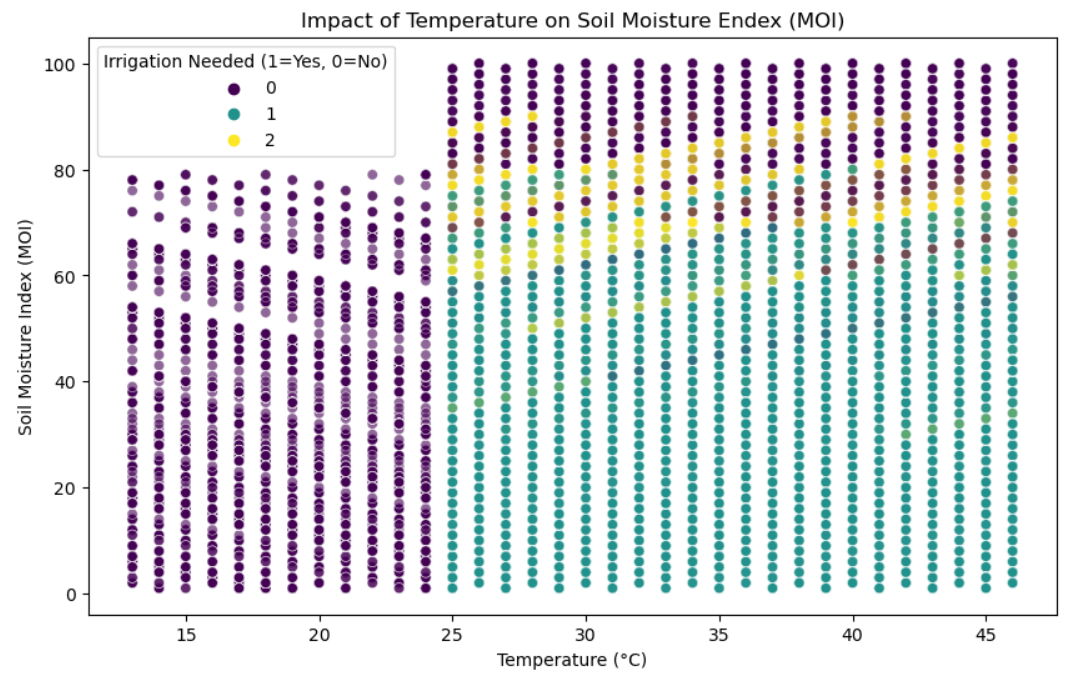 Impact of Temperature on Soil Moisture Endex (MOI)
Irrigation Needed (1=Yes, 0=No)
0
1
2
100
80
60
40
20
0
Soil Moisture Index (MOI)
15 20 25 30 35 40 45
Temperature (°C)